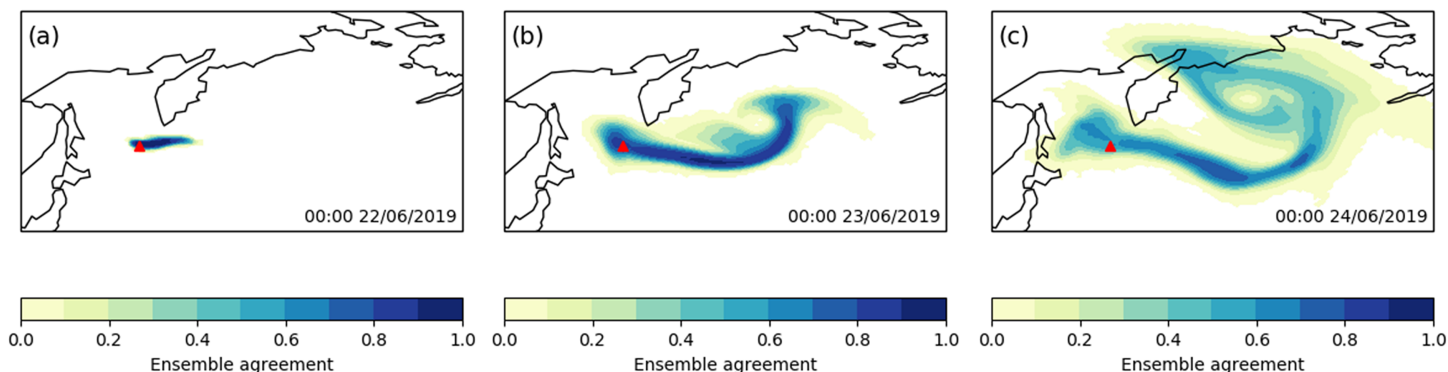 (a)
00:00 22/06/2019
0.0 0.2 0.4 0.6 0.8 1.0
Ensemble agreement
(b)
00:00 23/06/2019
0.0 0.2 0.4 0.6 0.8 1.0
Ensemble agreement
(c)
00:00 24/06/2019
0.0 0.2 0.4 0.6 0.8 1.0
Ensemble agreement